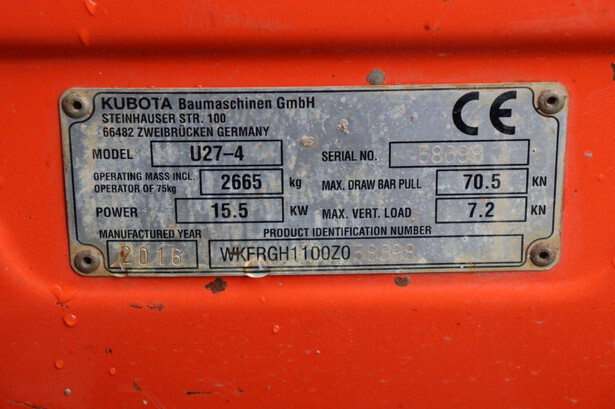 KUBOTA Baumaschinen GmbH
STEINHAUSER STR. 100
66482 ZWEIBRÜCKEN GERMANY
CE
MODEL U27-4
SERIAL NO. 58698
OPERATING MASS INCL. OPERATOR OF 75kg 2665 kg
MAX. DRAW BAR PULL 70.5 KN
POWER 15.5 KW
MAX. VERT. LOAD 7.2 KN
MANUFACTURED YEAR 2016
PRODUCT IDENTIFICATION NUMBER
WKFRGH1100Z058698